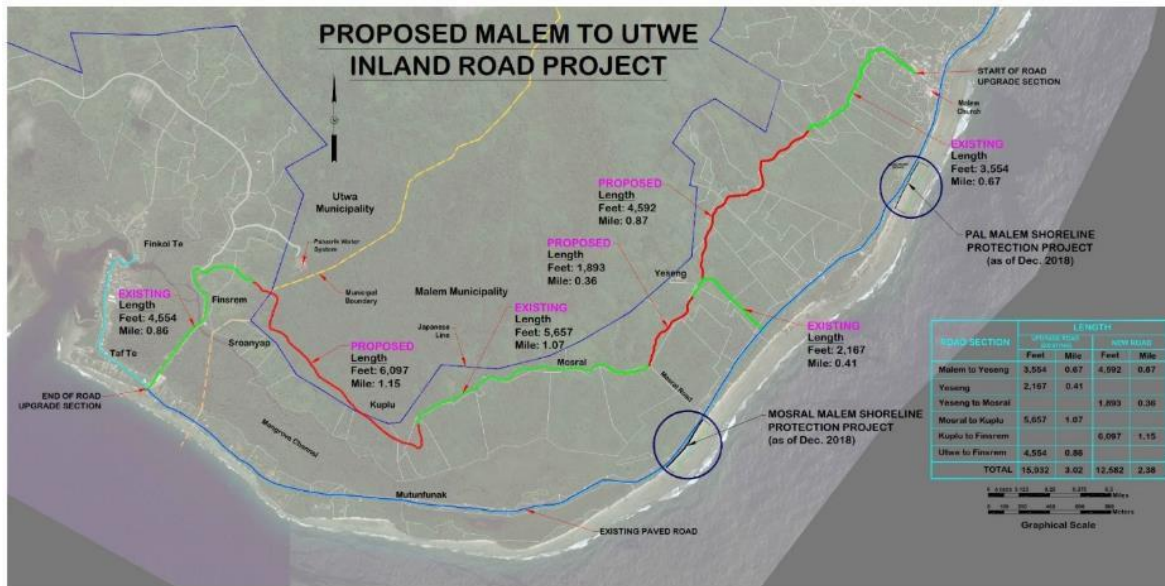 PROPOSED MALEM TO UTWE
INLAND ROAD PROJECT
START OF ROAD
UPGRADE SECTION
Malem
Church
EXISTING
Length
Feet: 3,554
Mile: 0.67
PROPOSED
Length
Feet: 4,592
Mile: 0.87
PAL MALEM SHORELINE
PROTECTION PROJECT
(as of Dec. 2018)
Utwa
Municipality
Water
System
Finkol Te
PROPOSED
Length
Feet: 1,893
Mile: 0.36
Yeseng
Municipal
Boundary
Malem Municipality
EXISTING
Length
Feet: 4,554
Mile: 0.86
Finsrem
Sroanyap
Japanese
Line
EXISTING
Length
Feet: 5,657
Mile: 1.07
EXISTING
Length
Feet: 2,167
Mile: 0.41
PROPOSED
Length
Feet: 6,097
Mile: 1.15
Mosral
Mosral Road
Taf Te
END OF ROAD
UPGRADE SECTION
Kuplu
MOSRAL MALEM SHORELINE
PROTECTION PROJECT
(as of Dec. 2018)
Mangrove Channel
Mutunfunak
EXISTING PAVED ROAD
ROAD SECTION LENGTH
UPGRADE ROAD (EXISTING) NEW ROAD
Feet Mile Feet Mile
Malem to Yeseng 3,554 0.67 4,592 0.87
Yeseng 2,167 0.41
Yeseng to Mosral 1,893 0.36
Mosral to Kuplu 5,657 1.07
Kuplu to Finsrem 6,097 1.15
Utwe to Finsrem 4,554 0.86
TOTAL 15,932 3.02 12,582 2.38
Miles
Meters
Graphical Scale